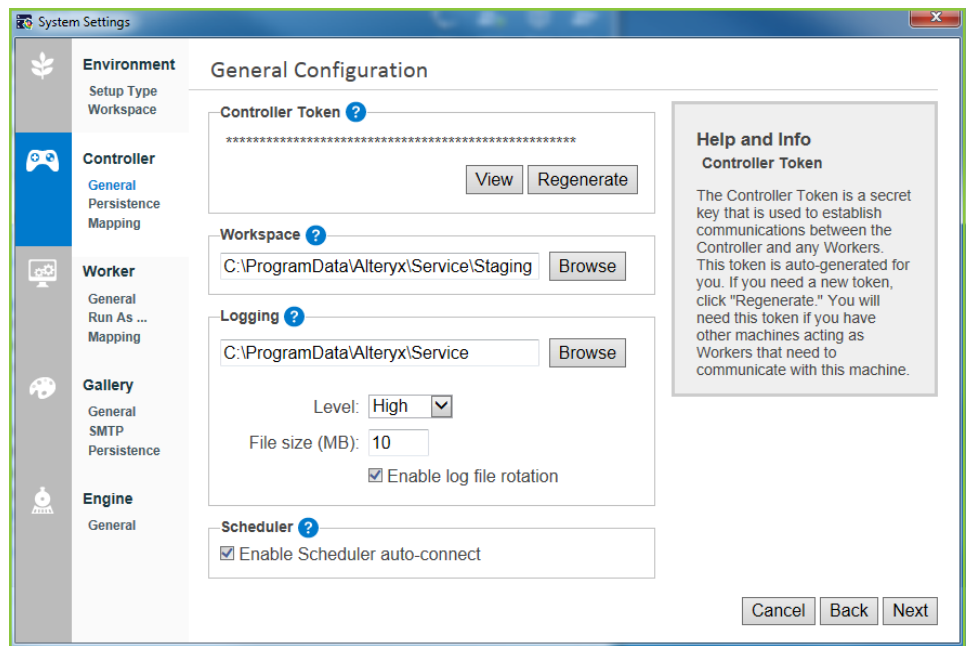 System Settings
x
Environment
Setup Type
Workspace
Controller
General
Persistence
Mapping
Worker
General
Run As ...
Mapping
Gallery
General
SMTP
Persistence
Engine
General
General Configuration
Controller Token ?
****************************************************
View Regenerate
Workspace ?
C:\ProgramData\Alteryx\Service\Staging Browse
Logging ?
C:\ProgramData\Alteryx\Service Browse
Level: High
File size (MB): 10
Enable log file rotation
Scheduler ?
Enable Scheduler auto-connect
Help and Info
Controller Token
The Controller Token is a secret
key that is used to establish
communications between the
Controller and any Workers.
This token is auto-generated for
you. If you need a new token,
click "Regenerate." You will
need this token if you have
other machines acting as
Workers that need to
communicate with this machine.
Cancel Back Next